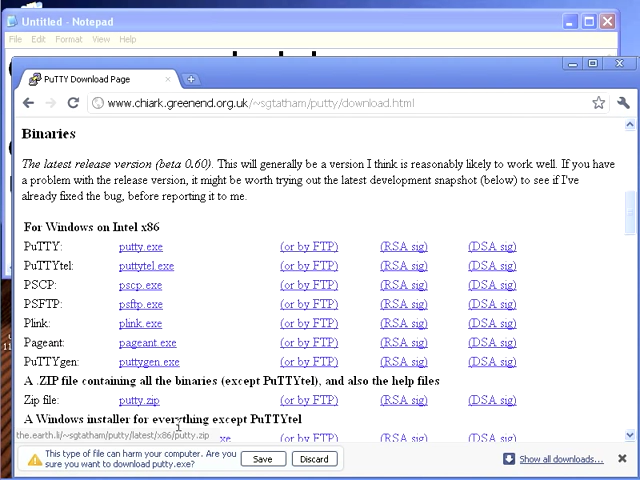 Untitled - Notepad
File Edit Format View Help
PuTTY Download Page
www.chiark.greenend.org.uk/~sgtatham/putty/download.html
Binaries
The latest release version (beta 0.60). This will generally be a version I think is reasonably likely to work well. If you have
a problem with the release version, it might be worth trying out the latest development snapshot (below) to see if I've
already fixed the bug, before reporting it to me.
For Windows on Intel x86
PuTTY: putty.exe (or by FTP) (RSA sig) (DSA sig)
PuTTYtel: puttytel.exe (or by FTP) (RSA sig) (DSA sig)
PSCP: pscp.exe (or by FTP) (RSA sig) (DSA sig)
PSFTP: psftp.exe (or by FTP) (RSA sig) (DSA sig)
Plink: plink.exe (or by FTP) (RSA sig) (DSA sig)
Pageant: pageant.exe (or by FTP) (RSA sig) (DSA sig)
PuTTYgen: puttygen.exe (or by FTP) (RSA sig) (DSA sig)
A .ZIP file containing all the binaries (except PuTTYtel), and also the help files
Zip file: putty.zip (or by FTP) (RSA sig) (DSA sig)
A Windows installer for everything except PuTTYtel
the.earth.li/~sgtatham/putty/latest/x86/putty.zip
(or by FTP) (RSA sig) (DSA sig)
This type of file can harm your computer. Are you
sure you want to download putty.exe?
Save Discard
Show all downloads...